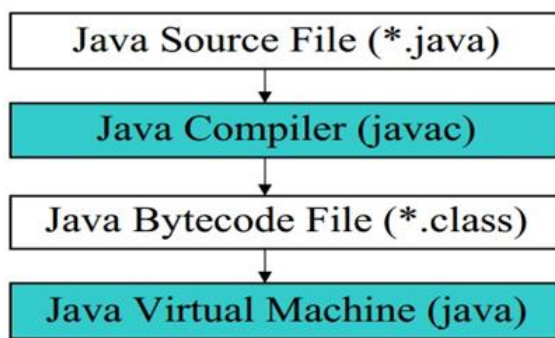 Java Source File (*.java)
Java Compiler (javac)
Java Bytecode File (*.class)
Java Virtual Machine (java)